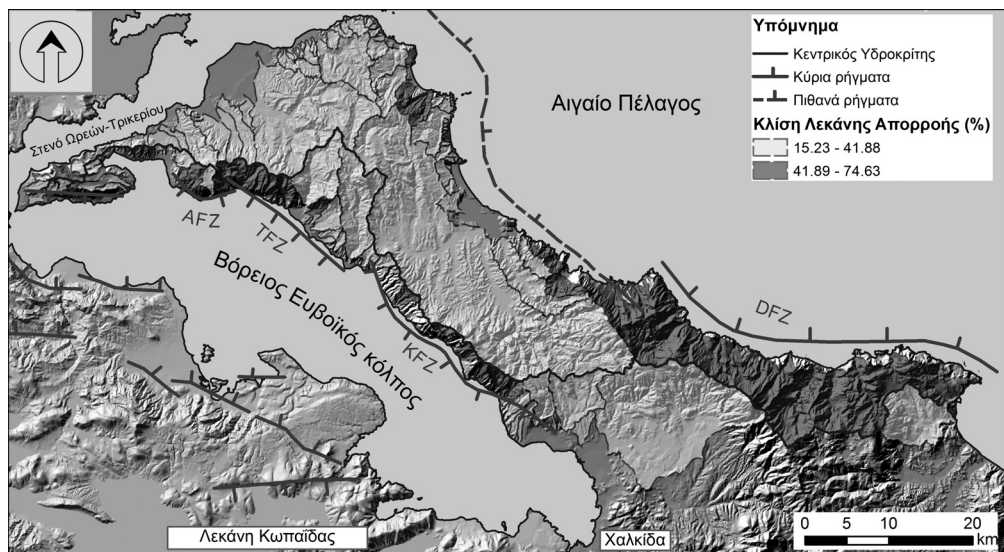 Υπόμνημα
Κεντρικός Υδροκρίτης
Κύρια ρήγματα
Πιθανά ρήγματα
Κλίση Λεκάνης Απορροής (%)
15.23 - 41.88
41.89 - 74.63
Αιγαίο Πέλαγος
Στενό Ωρεών-Τρικερίου
AFZ
TFZ
Βόρειος Ευβοϊκός κόλπος
KFZ
DFZ
Λεκάνη Κωπαΐδας
Χαλκίδα
0 5 10 20
km